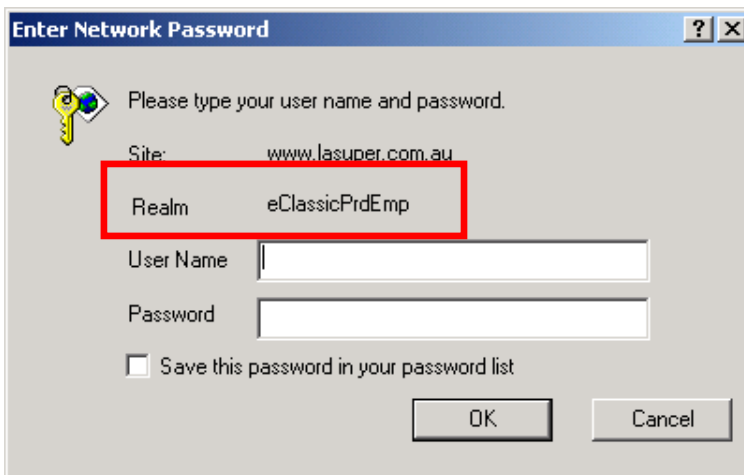 Enter Network Password
Please type your user name and password.
Site: www.lasuper.com.au
Realm eClassicPrdEmp
User Name
Password
Save this password in your password list
OK Cancel